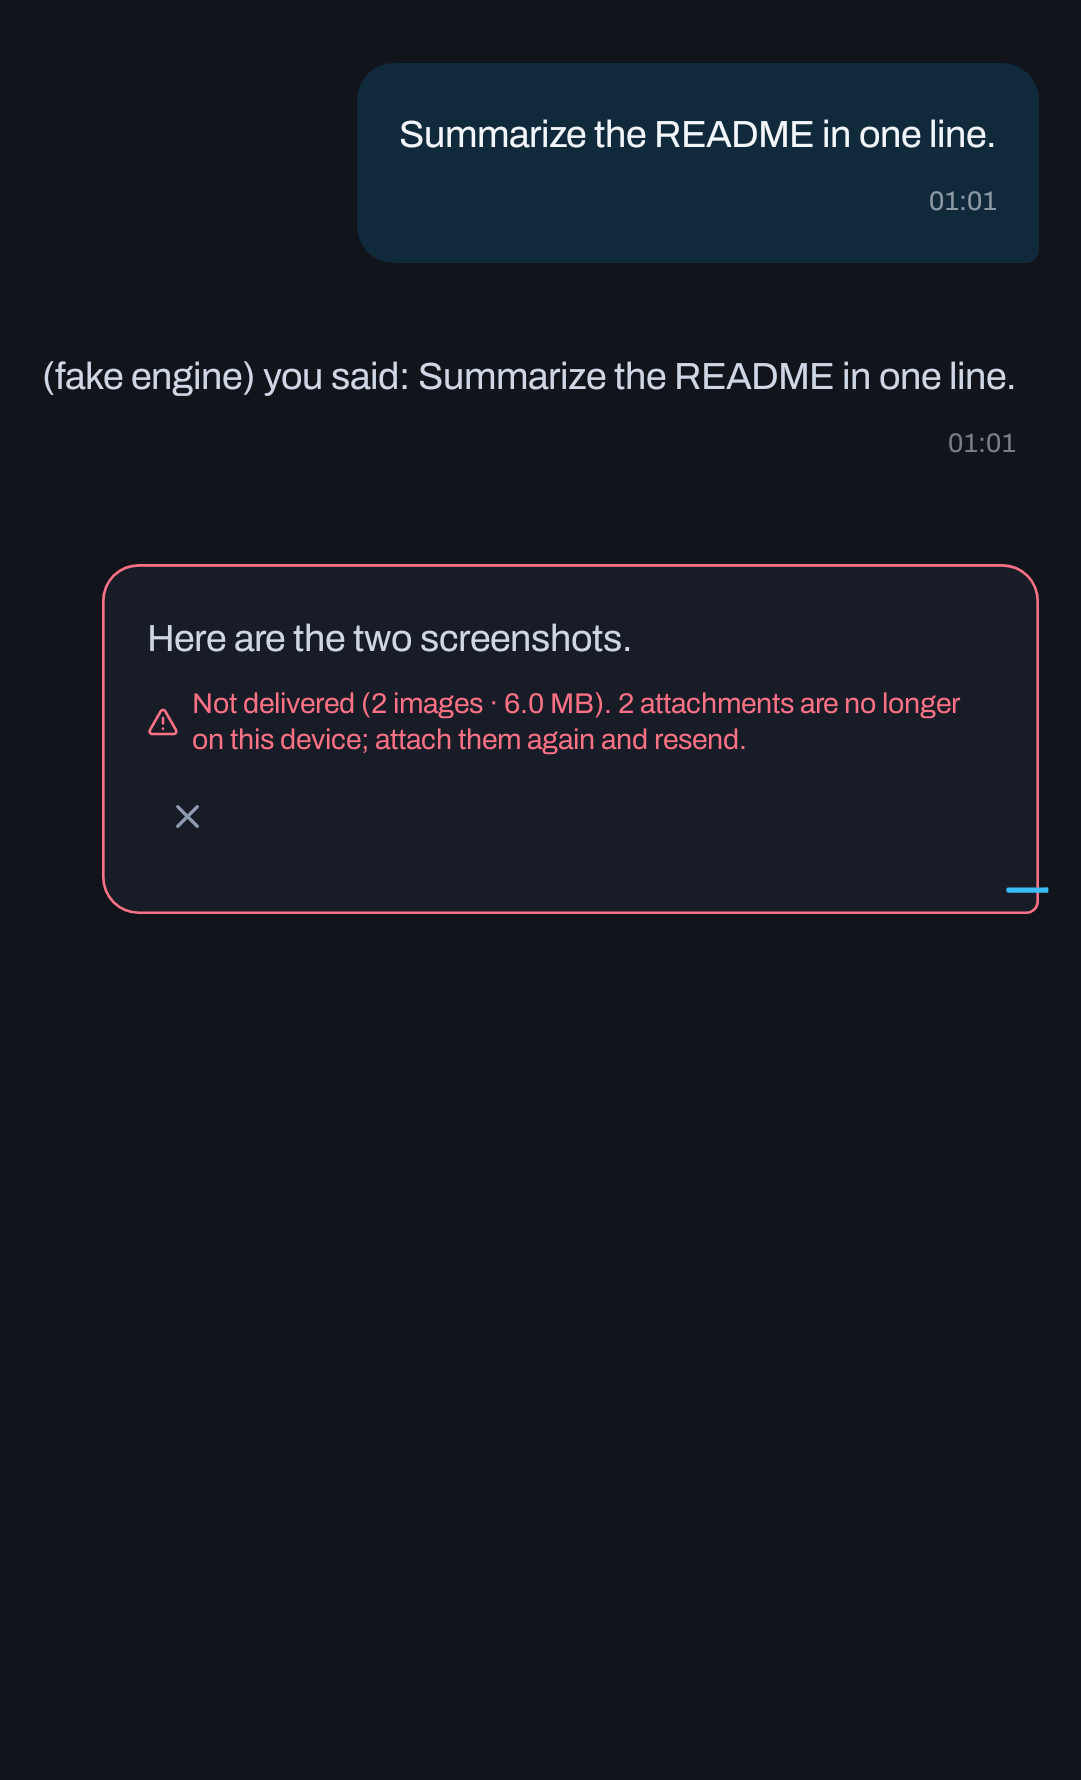 Summarize the README in one line.
01:01
(fake engine) you said: Summarize the README in one line.
01:01
Here are the two screenshots.
Not delivered (2 images · 6.0 MB). 2 attachments are no longer
on this device; attach them again and resend.